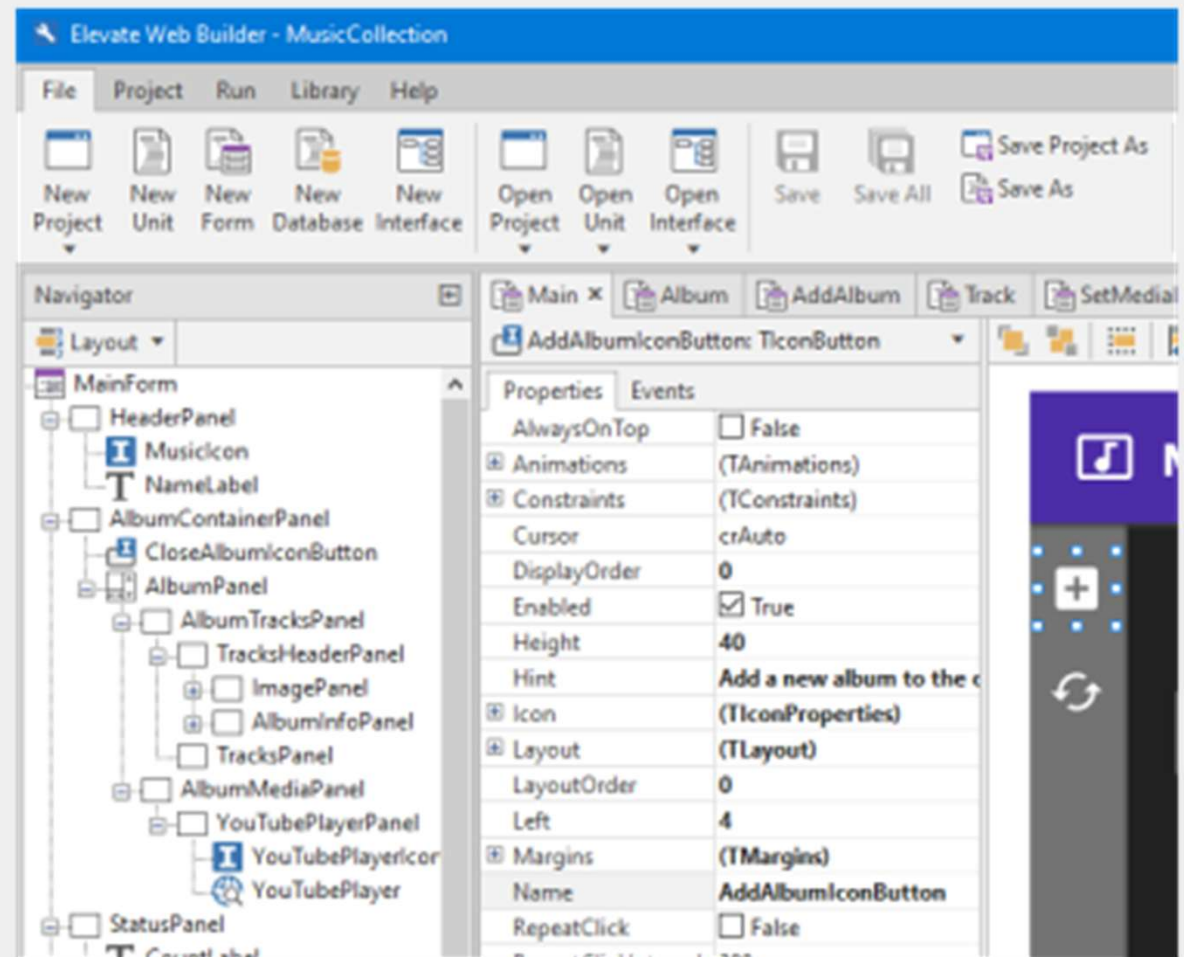 Elevate Web Builder - MusicCollection
File Project Run Library Help
New Project
New Unit
New Form
New Database
New Interface
Open Project
Open Unit
Open Interface
Save
Save All
Save Project As
Save As
Navigator
Layout
MainForm
HeaderPanel
MusicIcon
NameLabel
AlbumContainerPanel
CloseAlbumIconButton
AlbumPanel
AlbumTracksPanel
TracksHeaderPanel
ImagePanel
AlbumInfoPanel
TracksPanel
AlbumMediaPanel
YouTubePlayerPanel
YouTubePlayerIcon
YouTubePlayer
StatusPanel
CountLabel
Main Album AddAlbum Track SetMedia
AddAlbumIconButton: TIconButton
Properties Events
AlwaysOnTop False
Animations (TAnimations)
Constraints (TConstraints)
Cursor crAuto
DisplayOrder 0
Enabled True
Height 40
Hint Add a new album to the
Icon (TIconProperties)
Layout (TLayout)
LayoutOrder 0
Left 4
Margins (TMargins)
Name AddAlbumIconButton
RepeatClick False